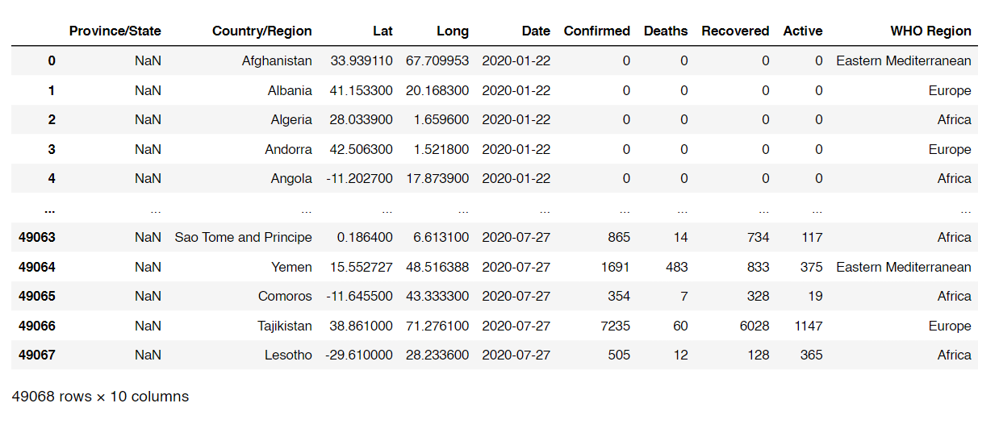 Province/State Country/Region Lat Long Date Confirmed Deaths Recovered Active WHO Region
0 NaN Afghanistan 33.939110 67.709953 2020-01-22 0 0 0 0 Eastern Mediterranean
1 NaN Albania 41.153300 20.168300 2020-01-22 0 0 0 0 Europe
2 NaN Algeria 28.033900 1.659600 2020-01-22 0 0 0 0 Africa
3 NaN Andorra 42.506300 1.521800 2020-01-22 0 0 0 0 Europe
4 NaN Angola -11.202700 17.873900 2020-01-22 0 0 0 0 Africa
... ... ... ... ... ... ... ... ... ... ...
49063 NaN Sao Tome and Principe 0.186400 6.613100 2020-07-27 865 14 734 117 Africa
49064 NaN Yemen 15.552727 48.516388 2020-07-27 1691 483 833 375 Eastern Mediterranean
49065 NaN Comoros -11.645500 43.333300 2020-07-27 354 7 328 19 Africa
49066 NaN Tajikistan 38.861000 71.276100 2020-07-27 7235 60 6028 1147 Europe
49067 NaN Lesotho -29.610000 28.233600 2020-07-27 505 12 128 365 Africa
49068 rows × 10 columns